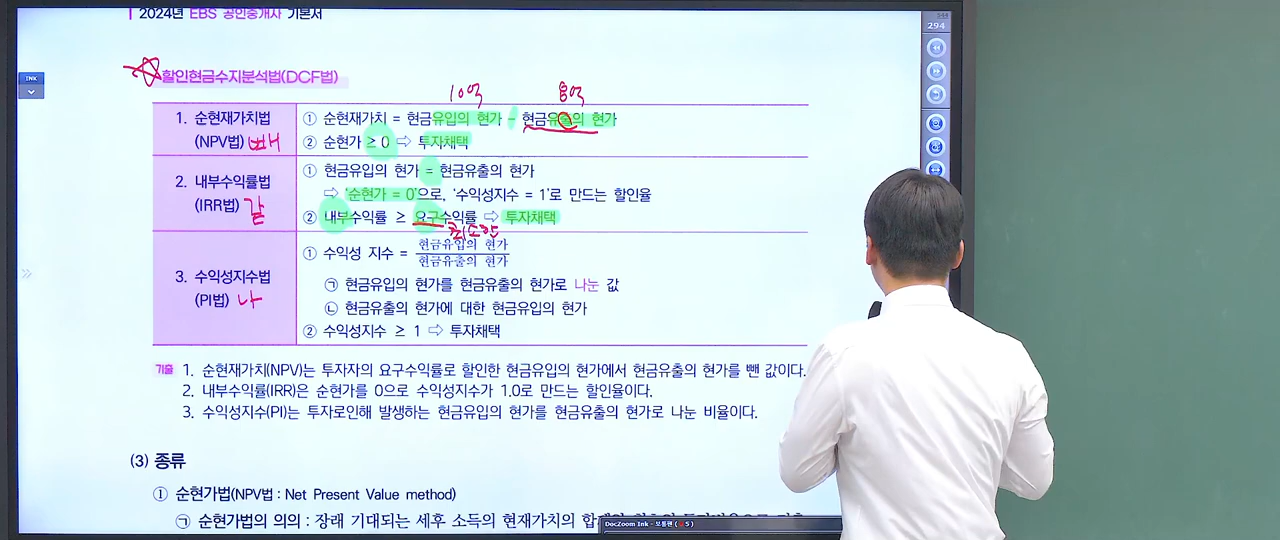 2024년 EBS 공인중개사 기본서
294
INK
할인현금수지분석법(DCF법)
10억 8억
1. 순현재가치법
(NPV법) 빼
① 순현재가치 = 현금유입의 현가 - 현금유출의 현가
② 순현가 ≥ 0 ⇨ 투자채택
2. 내부수익률법
(IRR법) 같
① 현금유입의 현가 = 현금유출의 현가
⇨ '순현가 = 0'으로, '수익성지수 = 1'로 만드는 할인율
② 내부수익률 ≥ 요구수익률 ⇨ 투자채택
최소한
3. 수익성지수법
(PI법) 나
① 수익성 지수 = 현금유입의 현가
현금유출의 현가
㉠ 현금유입의 현가를 현금유출의 현가로 나눈 값
㉡ 현금유출의 현가에 대한 현금유입의 현가
② 수익성지수 ≥ 1 ⇨ 투자채택
기출 1. 순현재가치(NPV)는 투자자의 요구수익률로 할인한 현금유입의 현가에서 현금유출의 현가를 뺀 값이다.
2. 내부수익률(IRR)은 순현가를 0으로 수익성지수가 1.0로 만드는 할인율이다.
3. 수익성지수(PI)는 투자로인해 발생하는 현금유입의 현가를 현금유출의 현가로 나눈 비율이다.
(3) 종류
① 순현가법(NPV법 : Net Present Value method)
㉠ 순현가법의 의의 : 장래 기대되는 세후 소득의 현재가치의
DocZoom Ink - 보통펜 ( 5 )